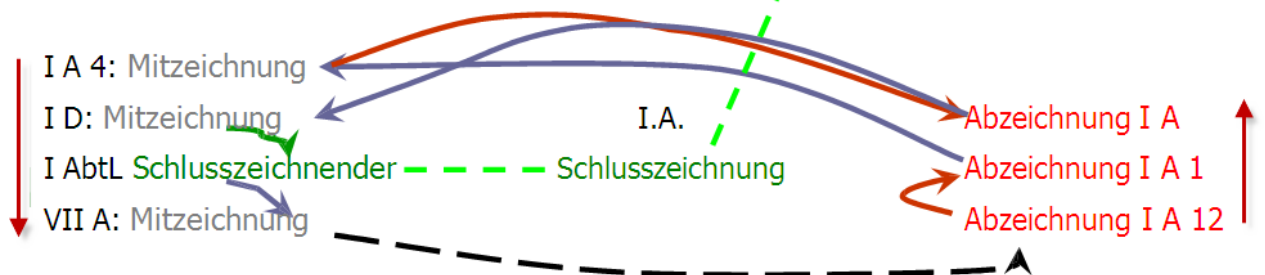 I A 4: Mitzeichnung
I D: Mitzeichnung I.A. Abzeichnung I A
I AbtL Schlusszeichnender Schlusszeichnung Abzeichnung I A 1
VII A: Mitzeichnung Abzeichnung I A 12